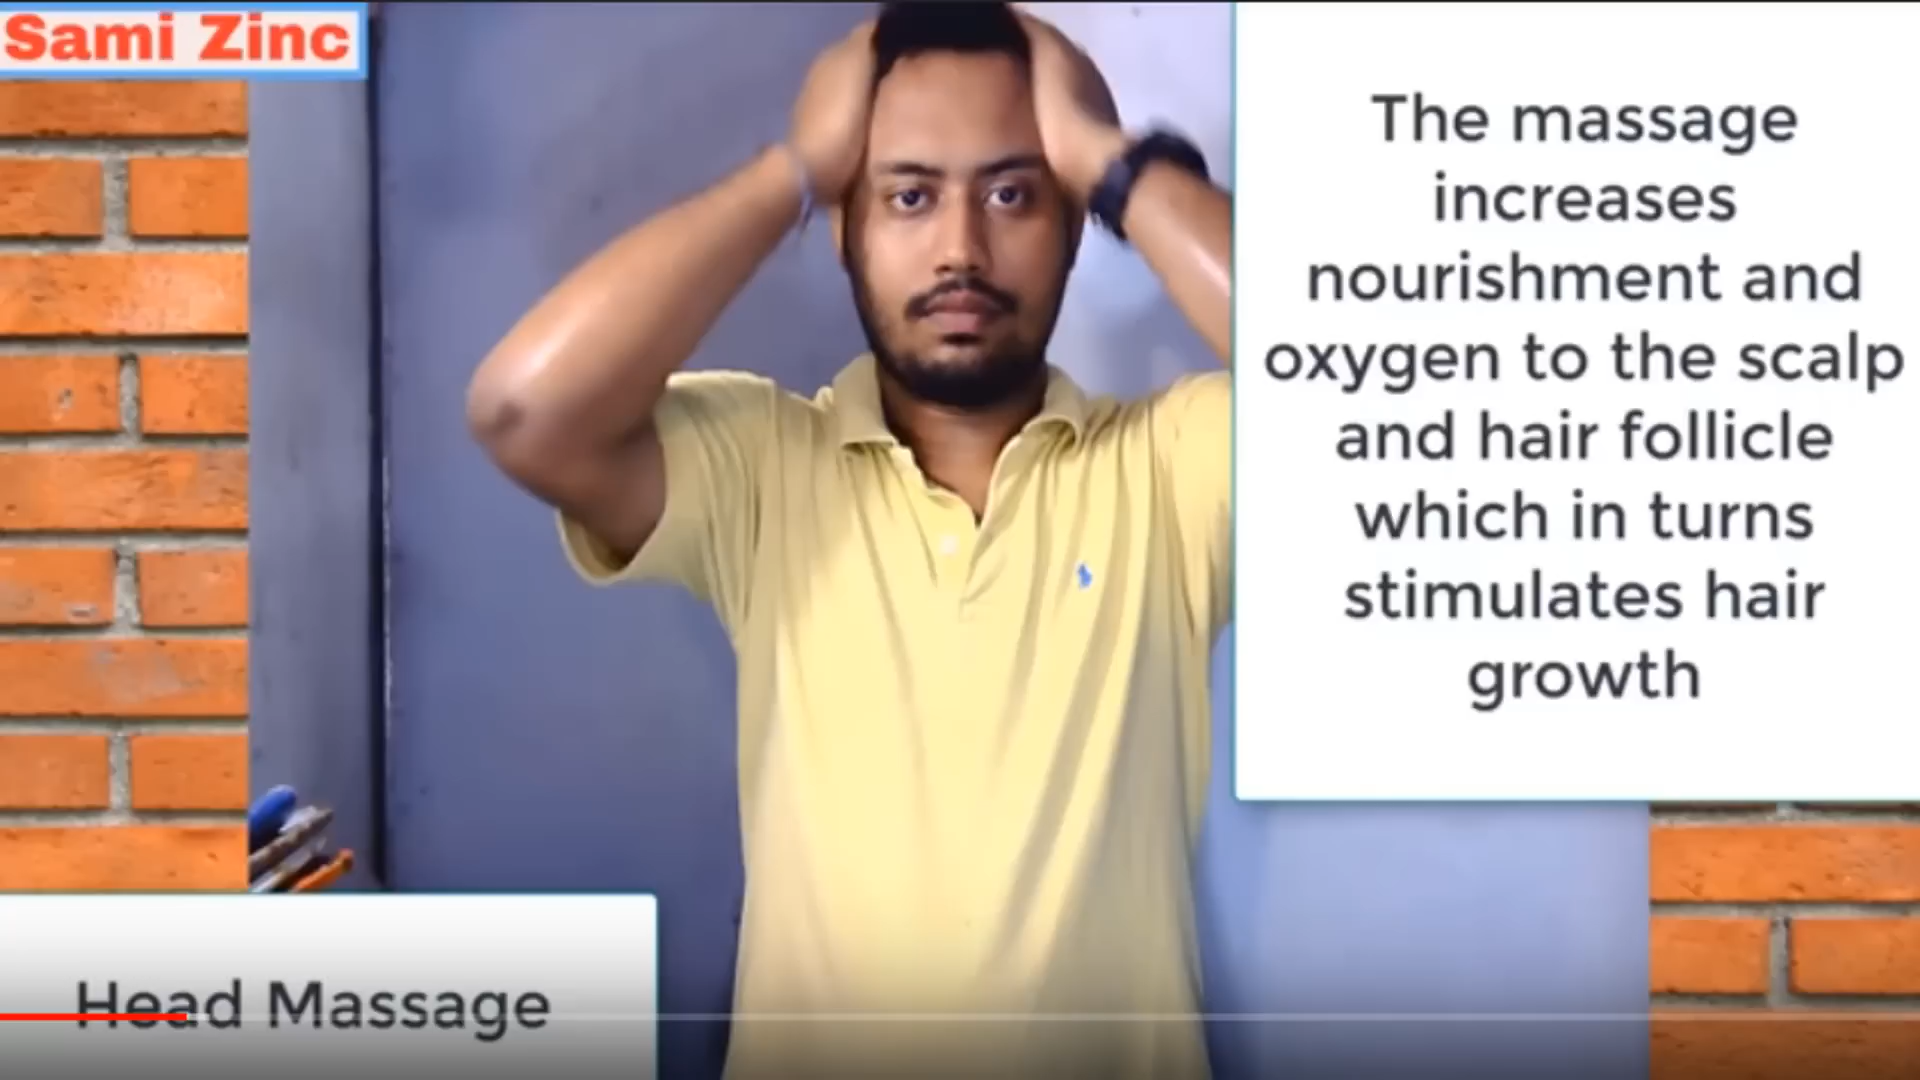 Sami Zinc
The massage
increases
nourishment and
oxygen to the scalp
and hair follicle
which in turns
stimulates hair
growth
Head Massage